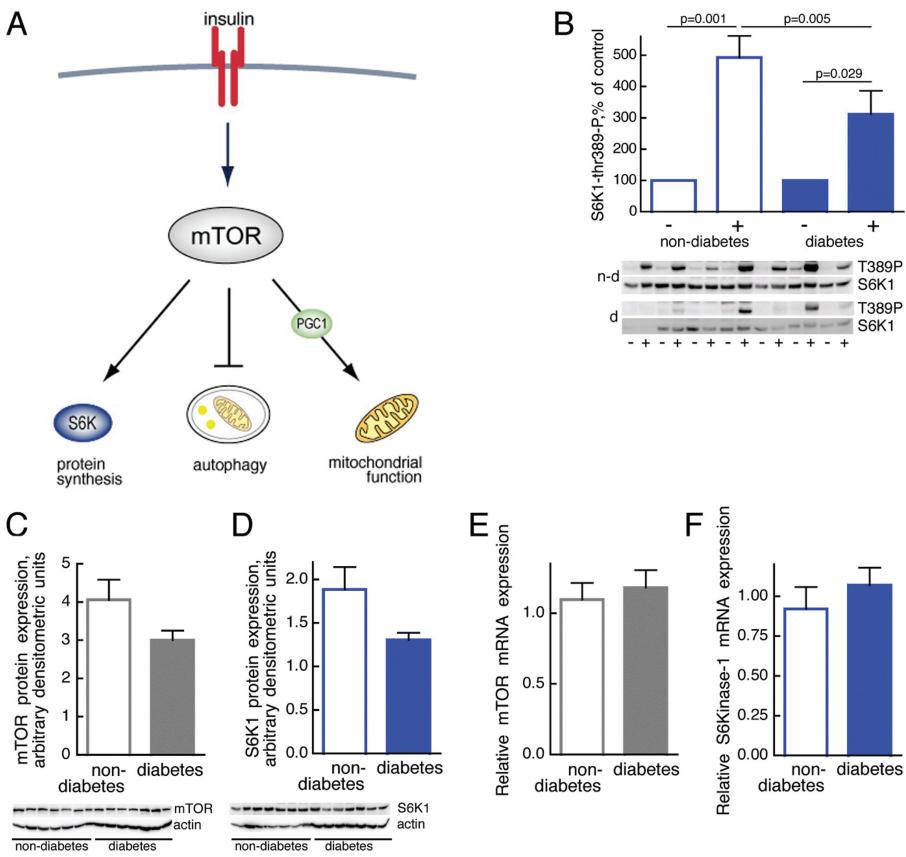 A
insulin
mTOR
PGC1
S6K
protein
synthesis
autophagy
mitochondrial
function
B
S6K1-thr389-P,% of control
500
400
300
200
100
0
p=0.001
p=0.005
p=0.029
- + - +
non-diabetes diabetes
n-d
T389P
S6K1
d
T389P
S6K1
- + - + - + - + - + - + - +
C
mTOR protein expression,
arbitrary densitometric units
5
4
3
2
1
0
non-
diabetes
diabetes
mTOR
actin
non-diabetes diabetes
D
S6K1 protein expression,
arbitrary densitometric units
2.0
1.5
1.0
0.5
0.0
non-
diabetes
diabetes
S6K1
actin
non-diabetes diabetes
E
Relative mTOR mRNA expression
1.0
0.5
0.0
non-
diabetes
diabetes
F
Relative S6Kinase-1 mRNA expression
1.00
0.75
0.50
0.25
0.00
non-
diabetes
diabetes